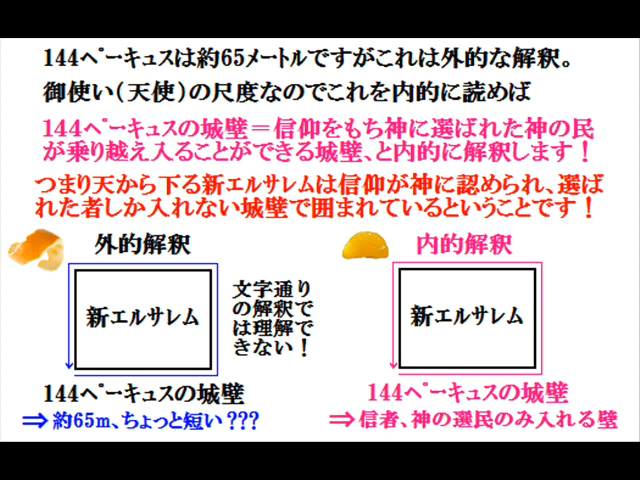 144ペーキュスは約65メートルですがこれは外的な解釈。
御使い(天使)の尺度なのでこれを内的に読めば
144ペーキュスの城壁=信仰をもち神に選ばれた神の民
が乗り越え入ることができる城壁、と内的に解釈します!
つまり天から下る新エルサレムは信仰が神に認められ、選ば
れた者しか入れない城壁で囲まれているということです!
外的解釈
新エルサレム
文字通り
の解釈で
は理解で
きない!
144ペーキュスの城壁
⇒約65m、ちょっと短い???
内的解釈
新エルサレム
144ペーキュスの城壁
⇒信者、神の選民のみ入れる壁